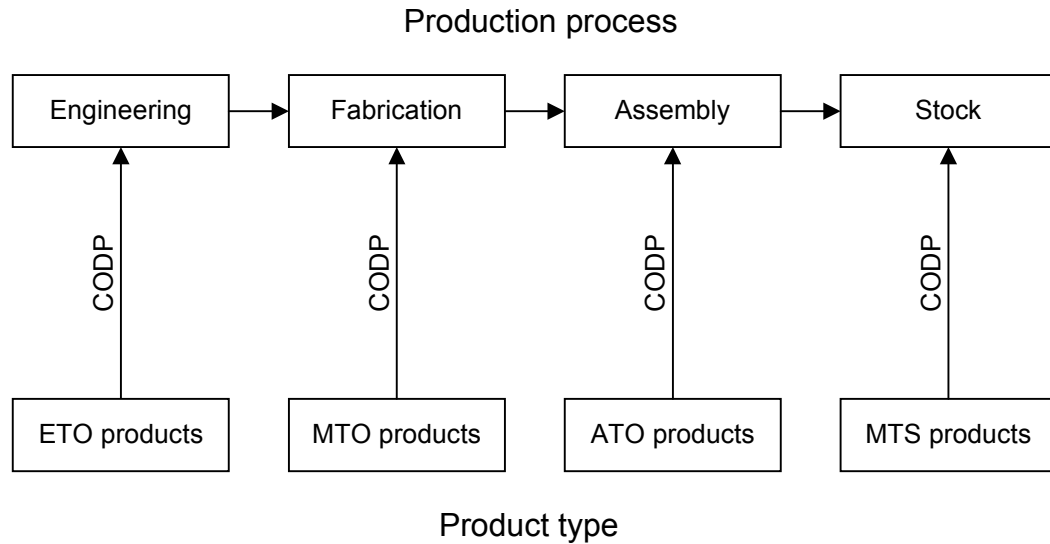 Production process
Engineering
Fabrication
Assembly
Stock
CODP
CODP
CODP
CODP
ETO products
MTO products
ATO products
MTS products
Product type